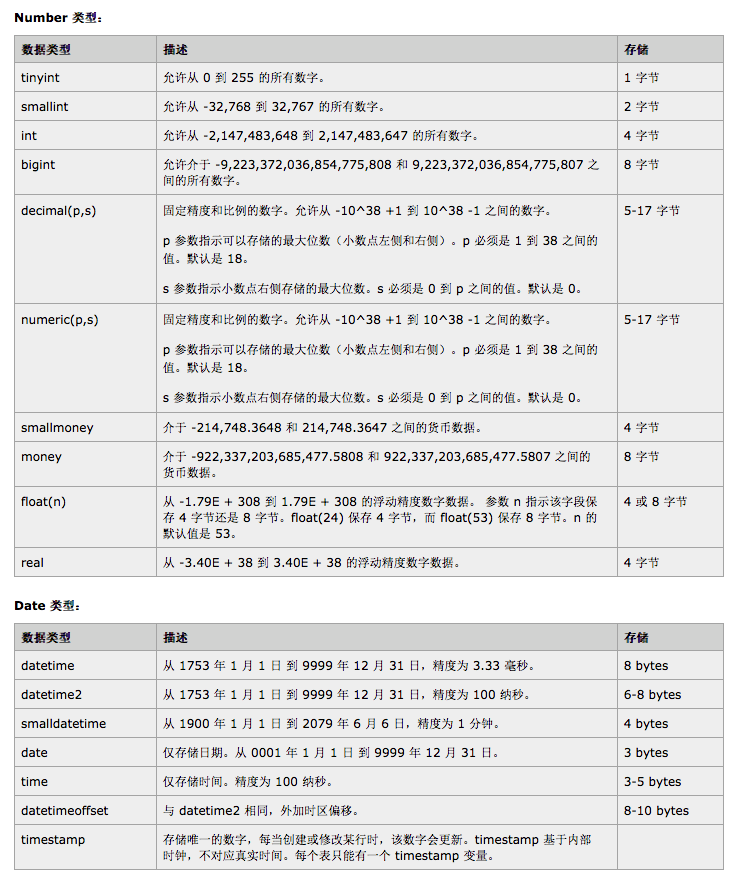 Number 类型：
数据类型 描述 存储
tinyint 允许从 0 到 255 的所有数字。 1 字节
smallint 允许从 -32,768 到 32,767 的所有数字。 2 字节
int 允许从 -2,147,483,648 到 2,147,483,647 的所有数字。 4 字节
bigint 允许介于 -9,223,372,036,854,775,808 和 9,223,372,036,854,775,807 之 8 字节
间的所有数字。
decimal(p,s) 固定精度和比例的数字。允许从 -10^38 +1 到 10^38 -1 之间的数字。 5-17 字节
p 参数指示可以存储的最大位数（小数点左侧和右侧）。p 必须是 1 到 38 之间的
值。默认是 18。
s 参数指示小数点右侧存储的最大位数。s 必须是 0 到 p 之间的值。默认是 0。
numeric(p,s) 固定精度和比例的数字。允许从 -10^38 +1 到 10^38 -1 之间的数字。 5-17 字节
p 参数指示可以存储的最大位数（小数点左侧和右侧）。p 必须是 1 到 38 之间的
值。默认是 18。
s 参数指示小数点右侧存储的最大位数。s 必须是 0 到 p 之间的值。默认是 0。
smallmoney 介于 -214,748.3648 和 214,748.3647 之间的货币数据。 4 字节
money 介于 -922,337,203,685,477.5808 和 922,337,203,685,477.5807 之间的 8 字节
货币数据。
float(n) 从 -1.79E + 308 到 1.79E + 308 的浮动精度数字数据。 参数 n 指示该字段保 4 或 8 字节
存 4 字节还是 8 字节。float(24) 保存 4 字节，而 float(53) 保存 8 字节。n 的
默认值是 53。
real 从 -3.40E + 38 到 3.40E + 38 的浮动精度数字数据。 4 字节
Date 类型：
数据类型 描述 存储
datetime 从 1753 年 1 月 1 日 到 9999 年 12 月 31 日，精度为 3.33 毫秒。 8 bytes
datetime2 从 1753 年 1 月 1 日 到 9999 年 12 月 31 日，精度为 100 纳秒。 6-8 bytes
smalldatetime 从 1900 年 1 月 1 日 到 2079 年 6 月 6 日，精度为 1 分钟。 4 bytes
date 仅存储日期。从 0001 年 1 月 1 日 到 9999 年 12 月 31 日。 3 bytes
time 仅存储时间。精度为 100 纳秒。 3-5 bytes
datetimeoffset 与 datetime2 相同，外加时区偏移。 8-10 bytes
timestamp 存储唯一的数字，每当创建或修改某行时，该数字会更新。timestamp 基于内部
时钟，不对应真实时间。每个表只能有一个 timestamp 变量。